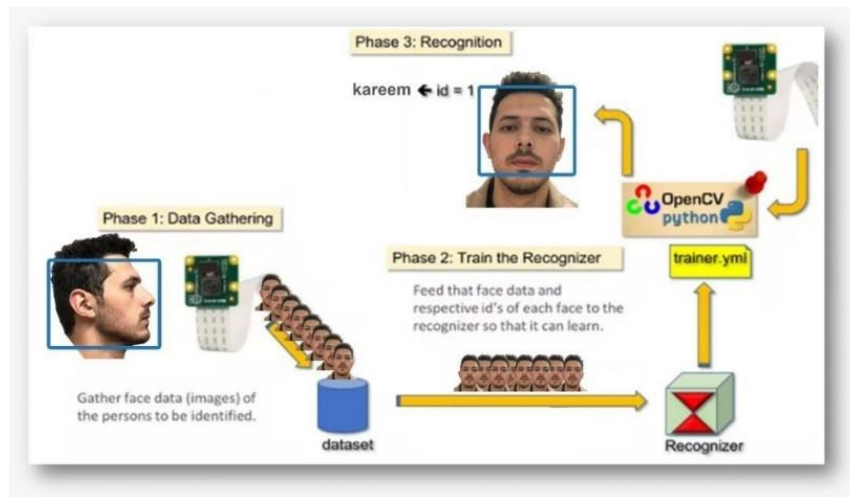 Phase 3: Recognition
kareem ← id = 1
OpenCV
python
Phase 1: Data Gathering
Phase 2: Train the Recognizer
trainer.yml
Feed that face data and
respective id's of each face to the
recognizer so that it can learn.
Gather face data (images) of
the persons to be identified.
dataset
Recognizer